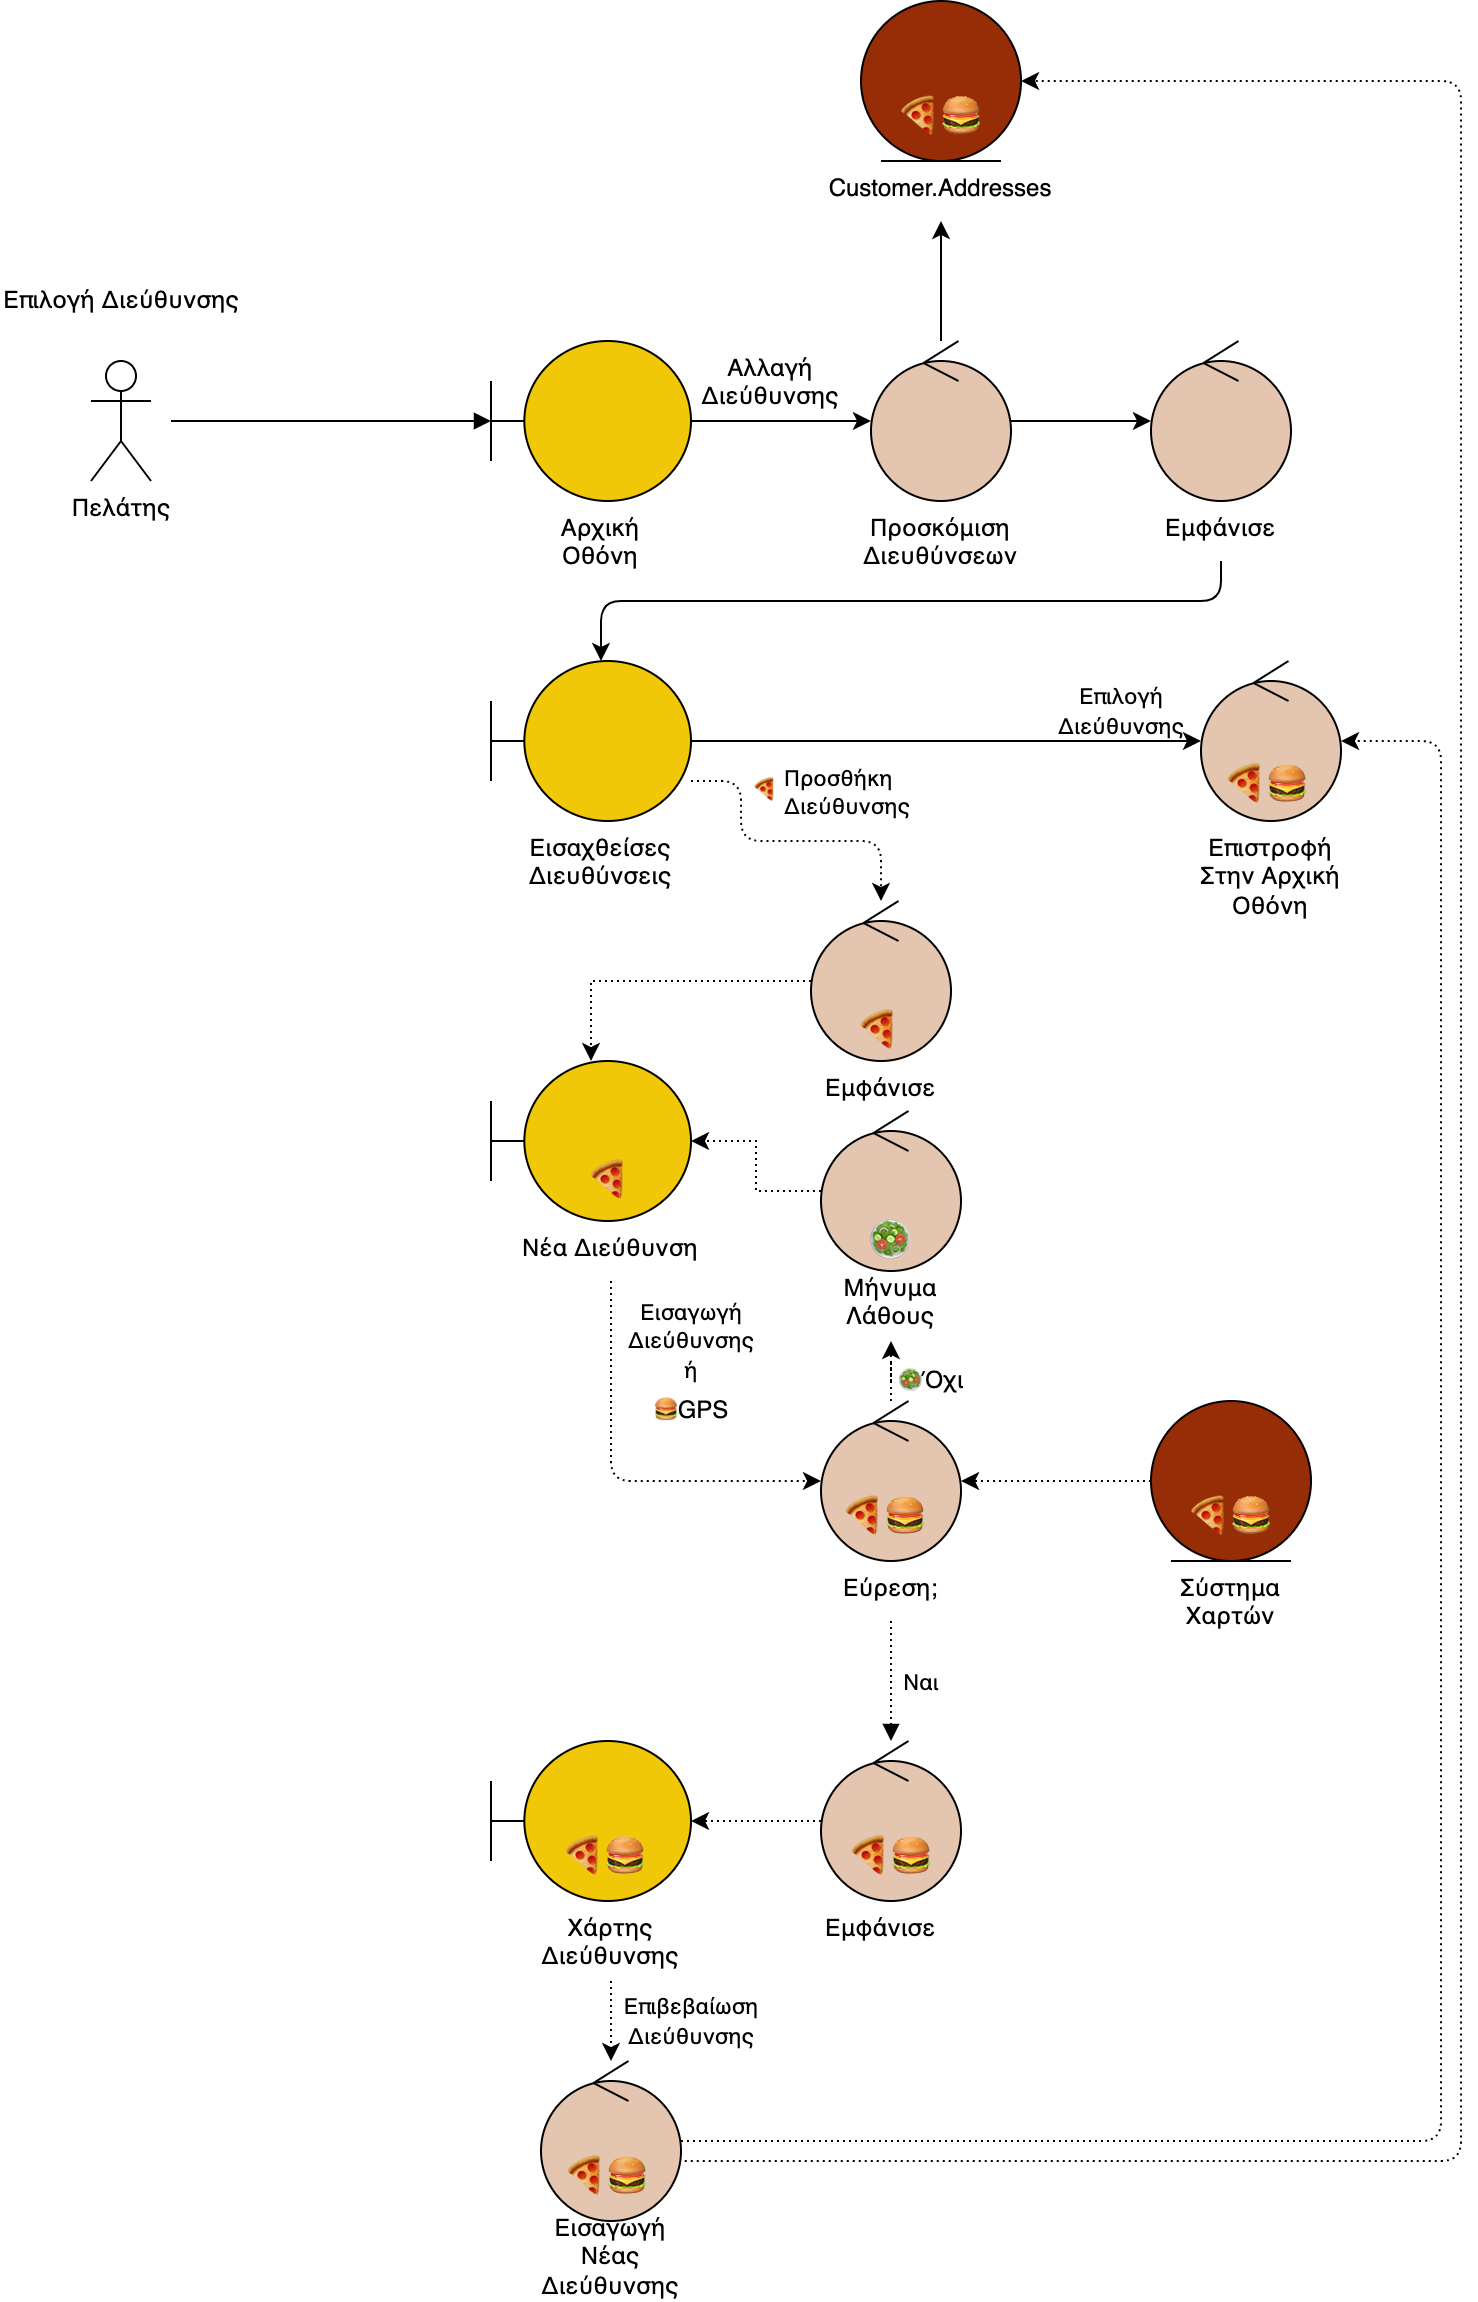 Customer.Addresses
Επιλογή Διεύθυνσης
Πελάτης
Αλλαγή
Διεύθυνσης
Αρχική
Οθόνη
Προσκόμιση
Διευθύνσεων
Εμφάνισε
Επιλογή
Διεύθυνσης
🍕 Προσθήκη
Διεύθυνσης
Εισαχθείσες
Διευθύνσεις
Επιστροφή
Στην Αρχική
Οθόνη
Εμφάνισε
Νέα Διεύθυνση
Μήνυμα
Λάθους
Εισαγωγή
Διεύθυνσης
ή
🍔GPS
🥗Όχι
Εύρεση;
Σύστημα
Χαρτών
Ναι
Χάρτης
Διεύθυνσης
Εμφάνισε
Επιβεβαίωση
Διεύθυνσης
Εισαγωγή
Νέας
Διεύθυνσης